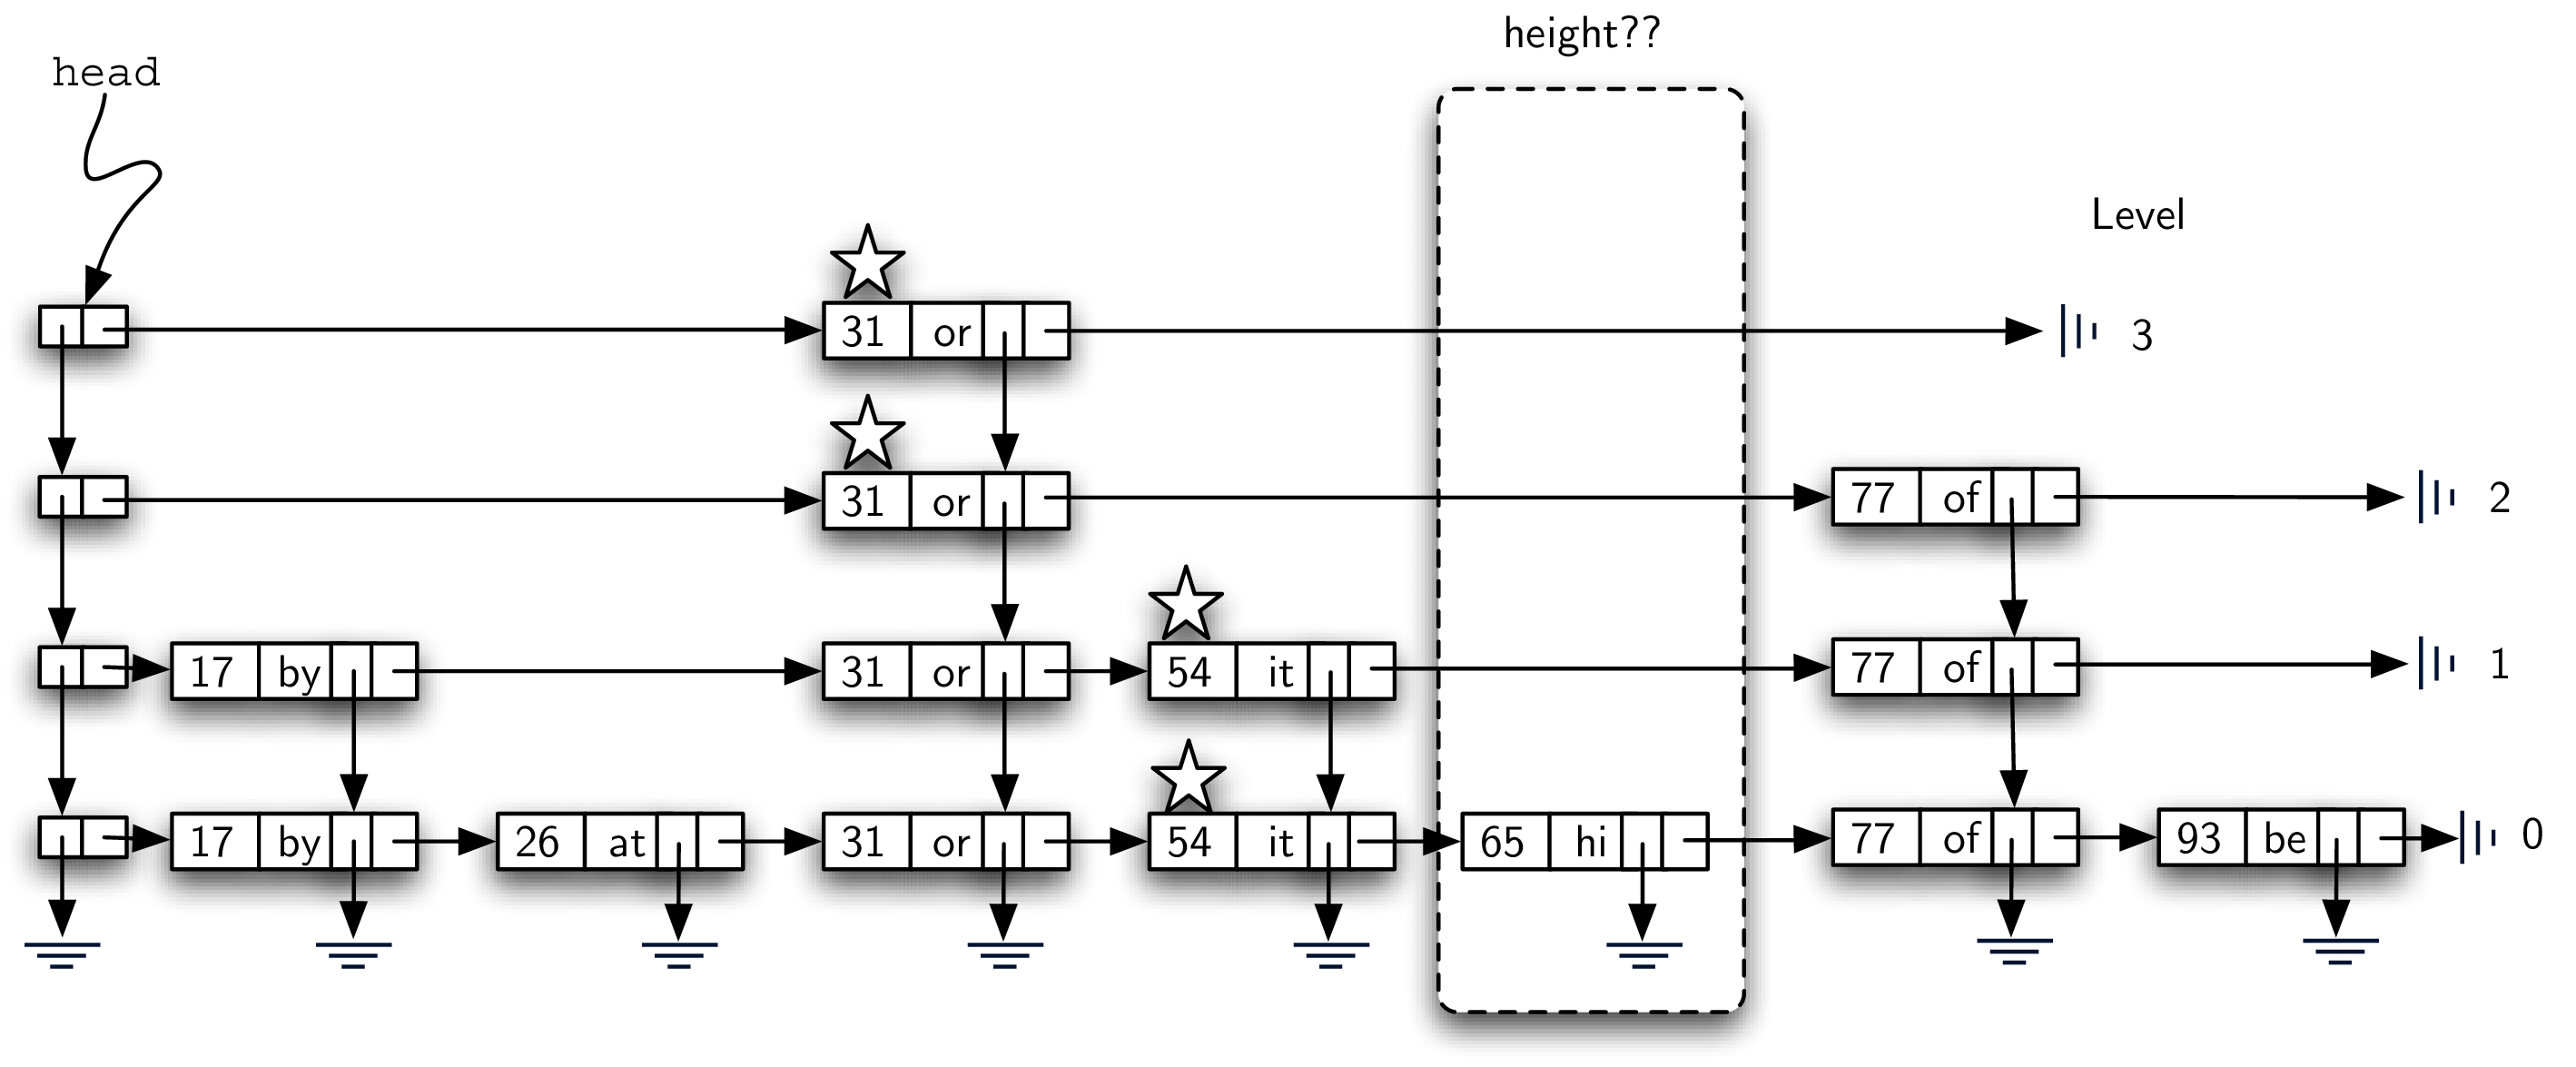 height??
head
Level
31 or 3
31 or 77 of 2
17 by 31 or 54 it 77 of 1
17 by 26 at 31 or 54 it 65 hi 77 of 93 be 0